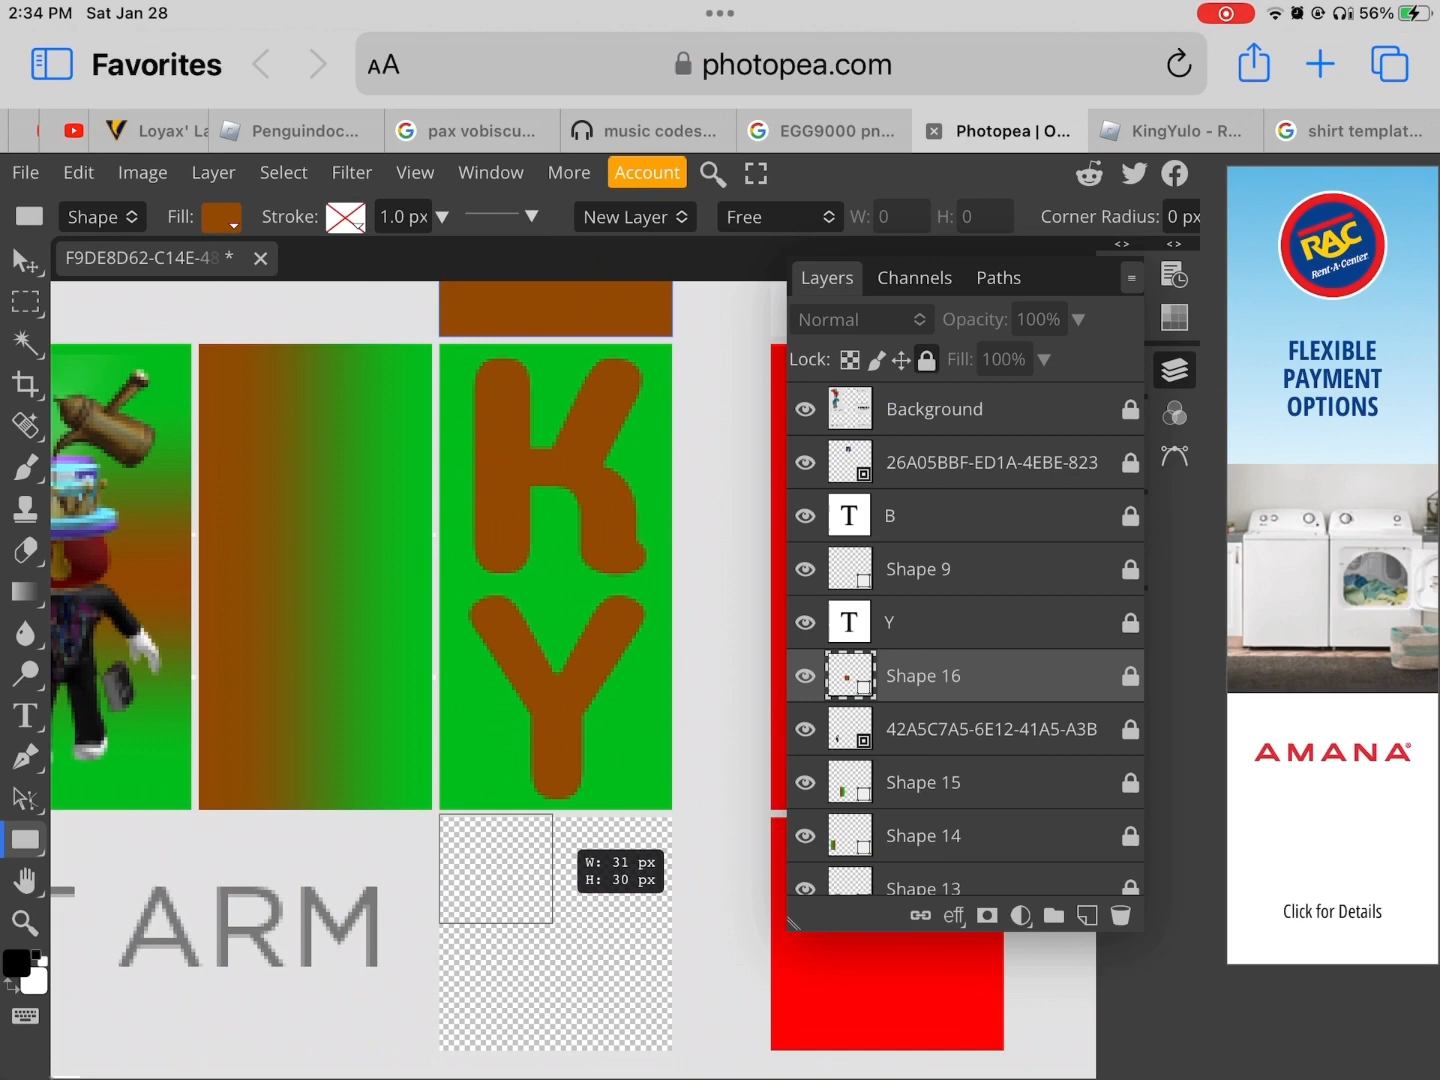 2:34 PM Sat Jan 28
56%
Favorites
AA
photopea.com
Loyax' La
Penguindoc...
pax vobiscu...
music codes...
EGG9000 pn...
Photopea | O...
KingYulo - R...
shirt templat...
File Edit Image Layer Select Filter View Window More Account
Shape Fill: Stroke: 1.0 px New Layer Free W: 0 H: 0 Corner Radius: 0 px
F9DE8D62-C14E-48 *
< > < >
Layers Channels Paths
Normal Opacity: 100%
Lock: Fill: 100%
Background
26A05BBF-ED1A-4EBE-823
T B
Shape 9
T Y
Shape 16
42A5C7A5-6E12-41A5-A3B
Shape 15
Shape 14
Shape 13
eff
K
Y
W: 31 px
H: 30 px
ARM
T
RAC
Rent-A-Center
FLEXIBLE
PAYMENT
OPTIONS
AMANA
Click for Details